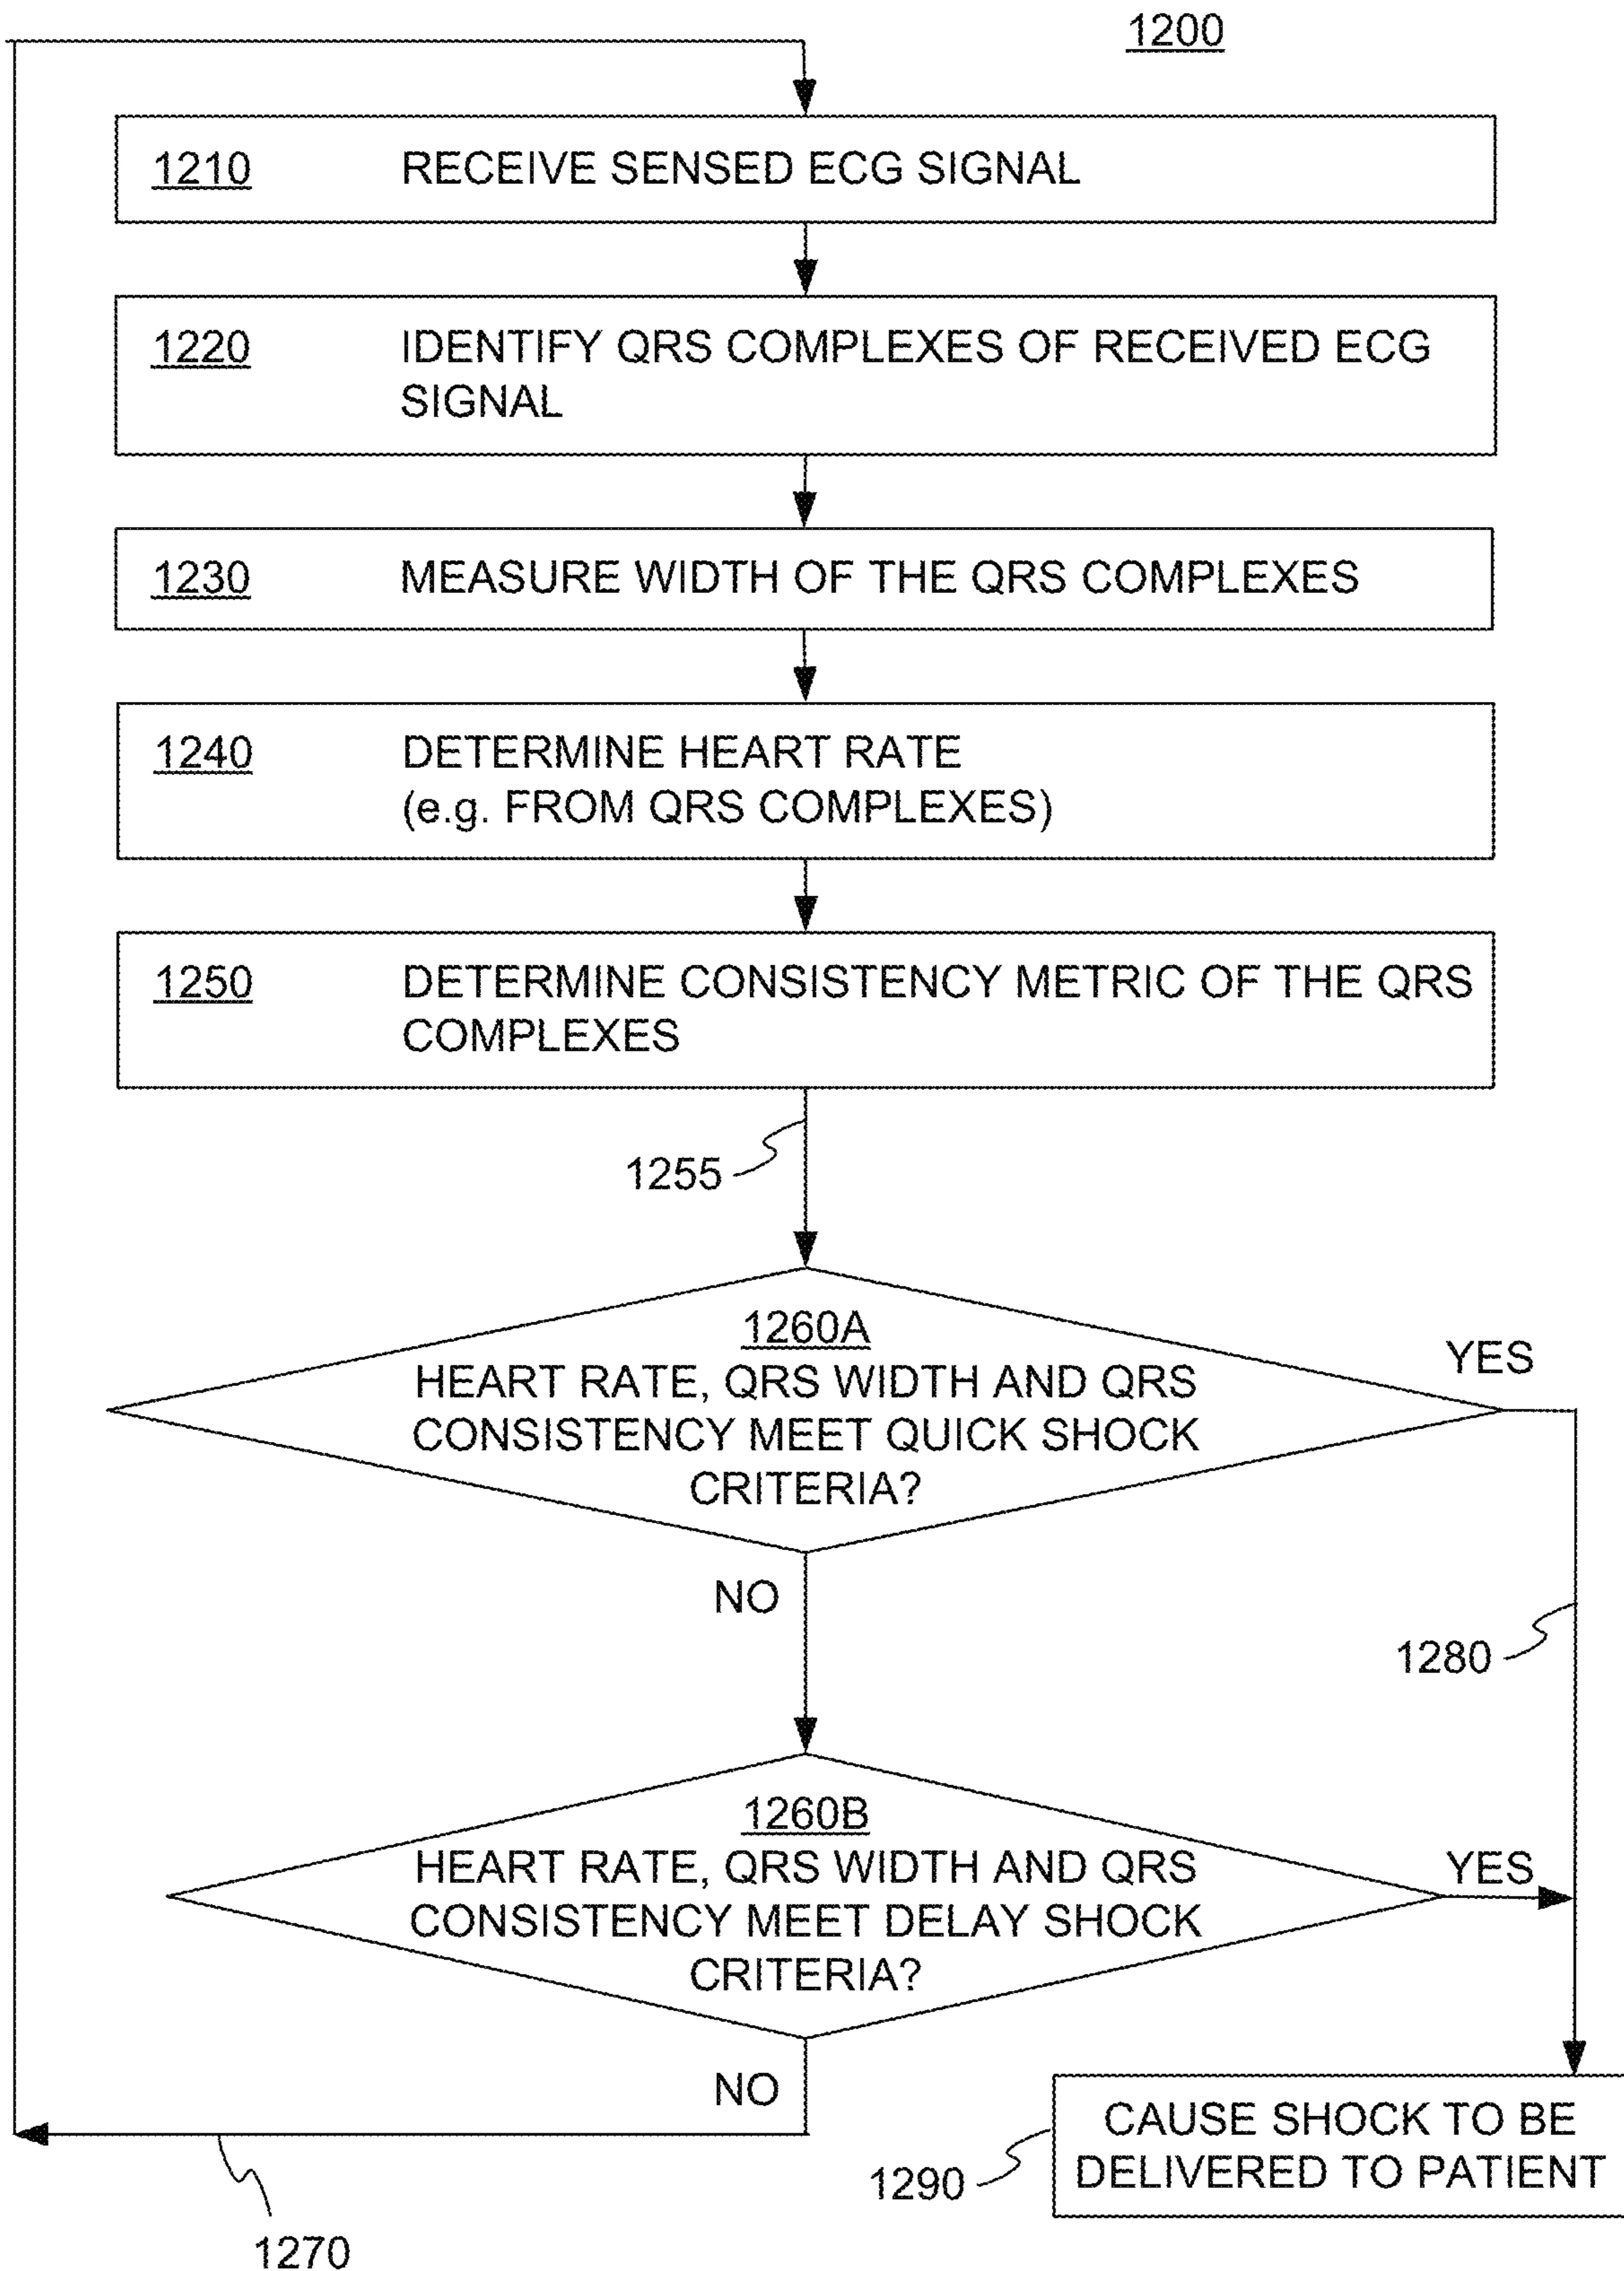 1200
1210 RECEIVE SENSED ECG SIGNAL
1220 IDENTIFY QRS COMPLEXES OF RECEIVED ECG
SIGNAL
1230 MEASURE WIDTH OF THE QRS COMPLEXES
1240 DETERMINE HEART RATE
(e.g. FROM QRS COMPLEXES)
1250 DETERMINE CONSISTENCY METRIC OF THE QRS
COMPLEXES
1255
1260A
HEART RATE, QRS WIDTH AND QRS
CONSISTENCY MEET QUICK SHOCK
CRITERIA?
YES
NO
1280
1260B
HEART RATE, QRS WIDTH AND QRS
CONSISTENCY MEET DELAY SHOCK
CRITERIA?
YES
NO
CAUSE SHOCK TO BE
DELIVERED TO PATIENT
1290
1270